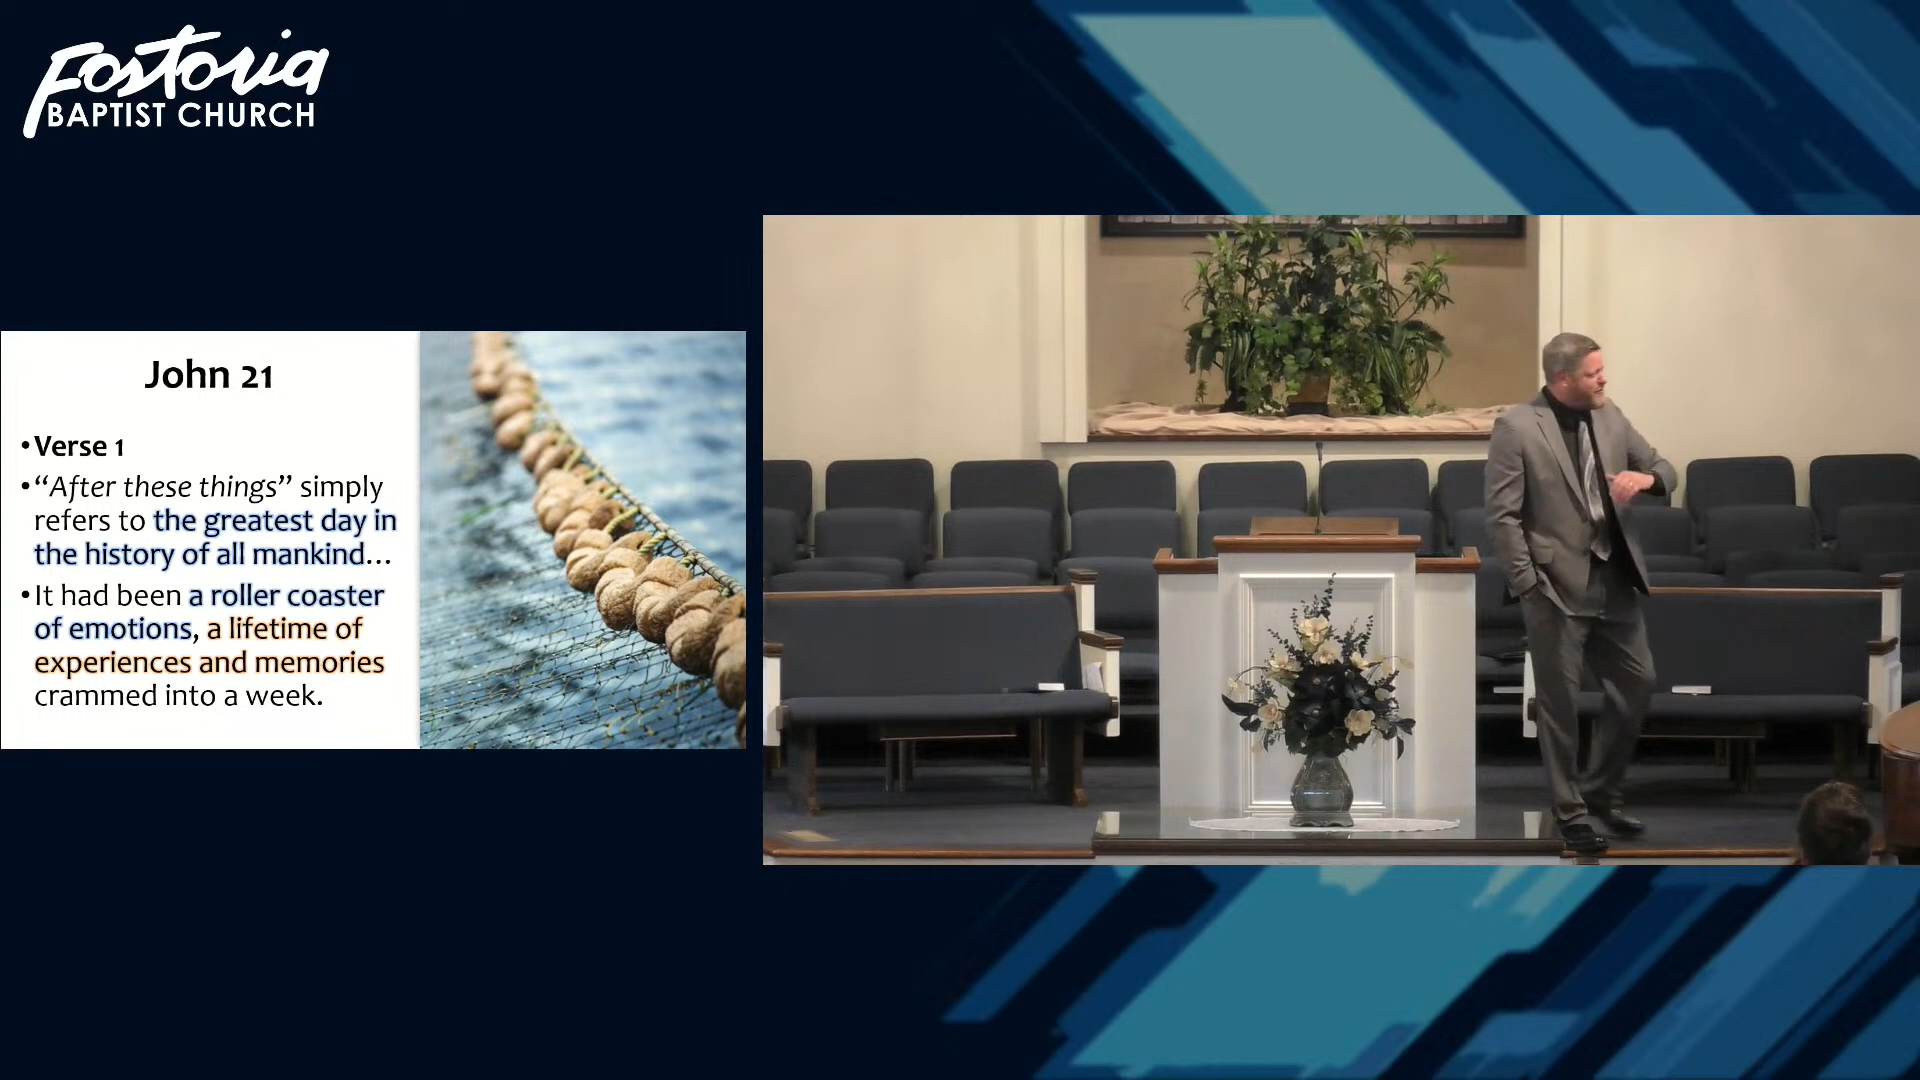 Fostoria
BAPTIST CHURCH
John 21
•Verse 1
•“After these things” simply
refers to the greatest day in
the history of all mankind…
•It had been a roller coaster
of emotions, a lifetime of
experiences and memories
crammed into a week.